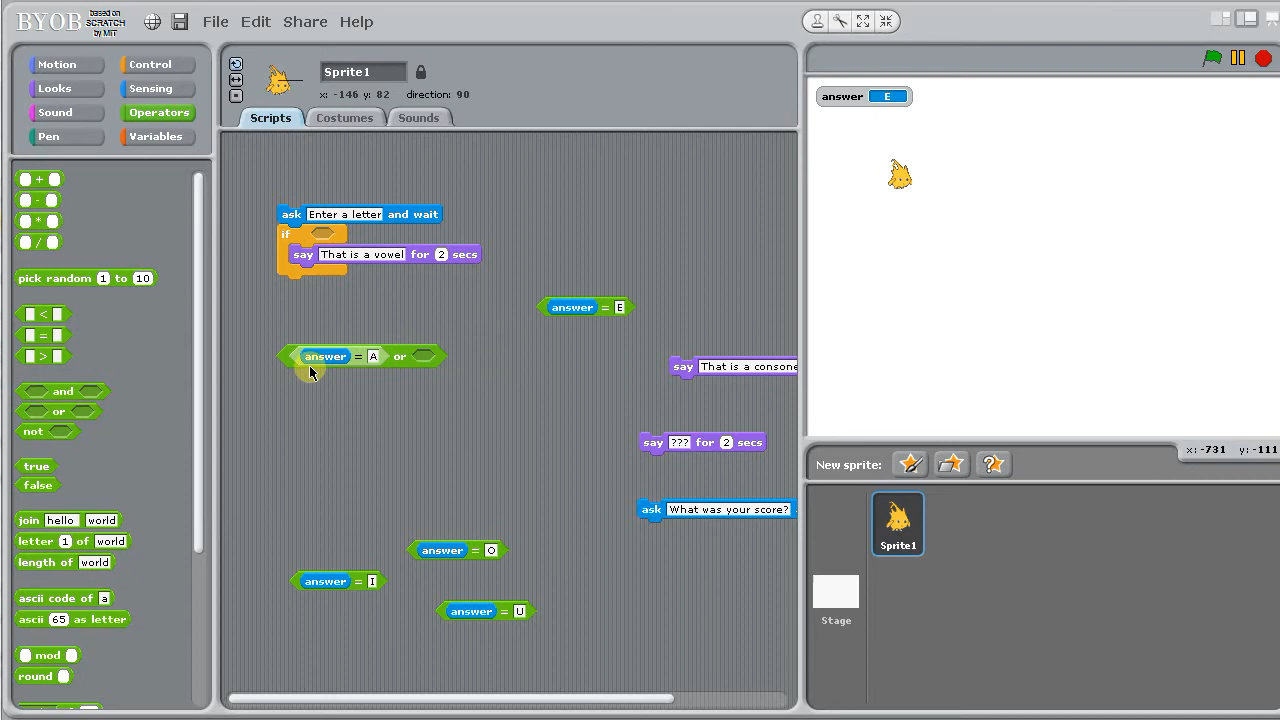 BYOB based on SCRATCH by MIT File Edit Share Help
Motion Control
Looks Sensing
Sound Operators
Pen Variables
Sprite1
x: -146 y: 82 direction: 90
Scripts Costumes Sounds
+
-
*
/
pick random 1 to 10
<
=
>
and
or
not
true
false
join hello world
letter 1 of world
length of world
ascii code of a
ascii 65 as letter
mod
round
ask Enter a letter and wait
if
say That is a vowel for 2 secs
answer = E
answer = A or
say That is a consone
say ??? for 2 secs
ask What was your score?
answer = O
answer = I
answer = U
answer E
x: -731 y: -111
New sprite:
Sprite1
Stage